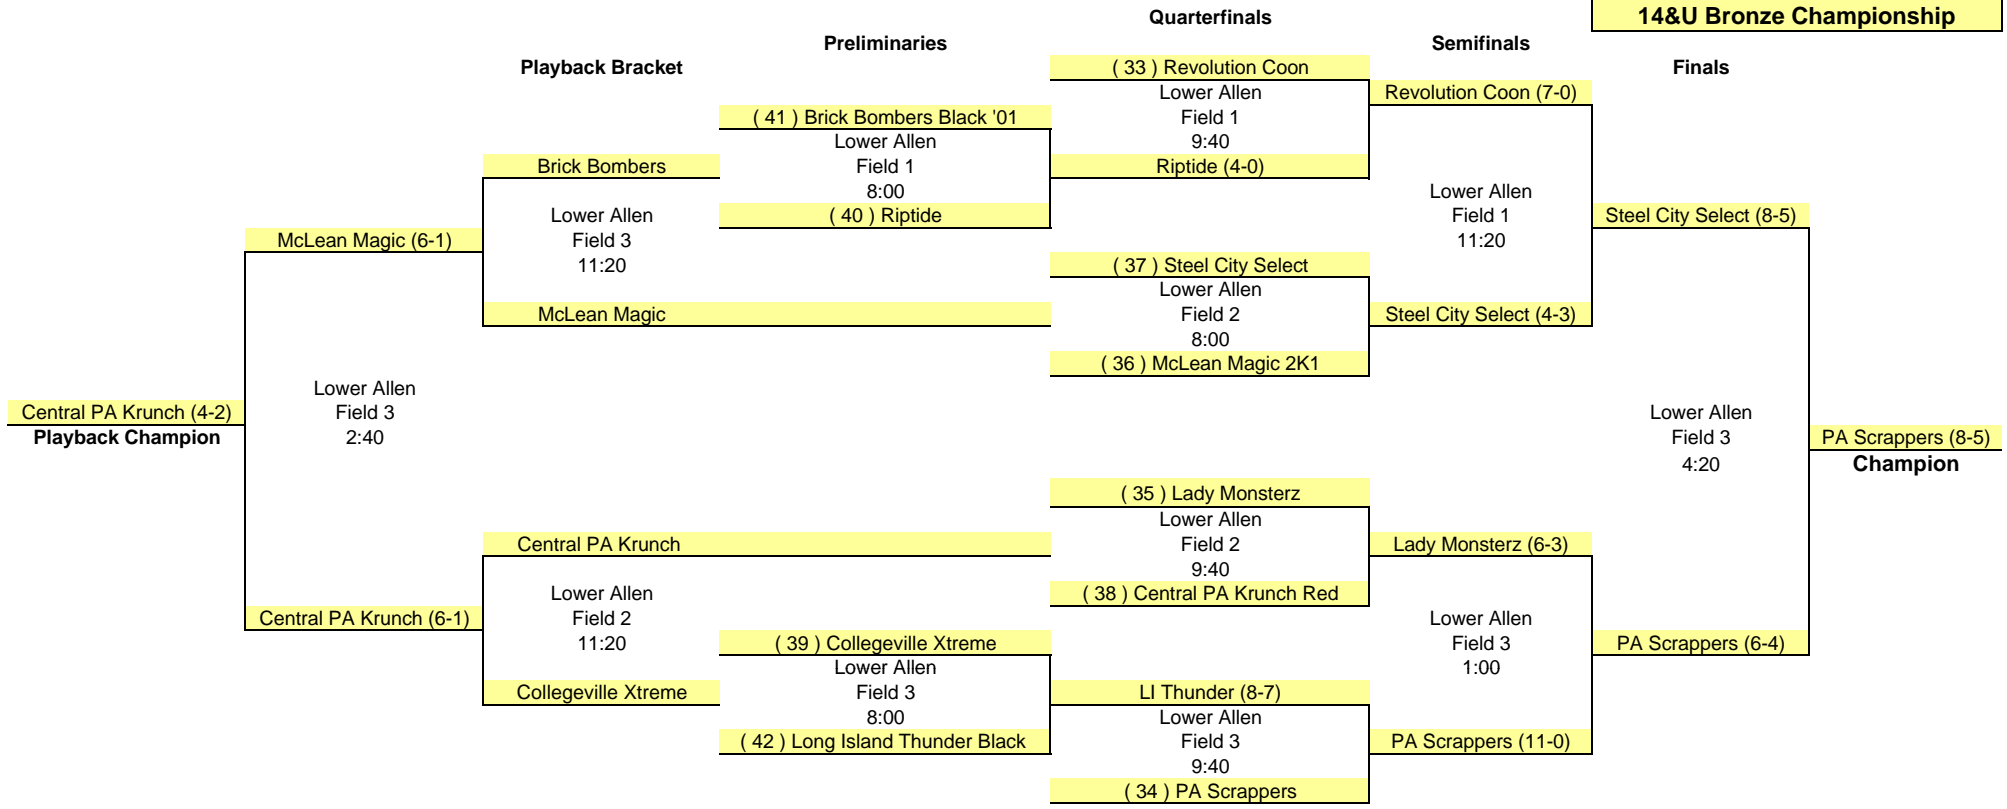 14&U Bronze Championship
Quarterfinals
Preliminaries
Semifinals
Playback Bracket
( 33 ) Revolution Coon
Finals
Lower Allen
Revolution Coon (7-0)
( 41 ) Brick Bombers Black '01
Field 1
Lower Allen
9:40
Brick Bombers
Field 1
Riptide (4-0)
8:00
Lower Allen
Lower Allen
( 40 ) Riptide
Field 1
Steel City Select (8-5)
McLean Magic (6-1)
Field 3
11:20
11:20
( 37 ) Steel City Select
Lower Allen
McLean Magic
Field 2
Steel City Select (4-3)
8:00
( 36 ) McLean Magic 2K1
Lower Allen
Central PA Krunch (4-2)
Field 3
Lower Allen
Playback Champion
2:40
Field 3
PA Scrappers (8-5)
4:20
Champion
( 35 ) Lady Monsterz
Lower Allen
Central PA Krunch
Field 2
Lady Monsterz (6-3)
9:40
Lower Allen
( 38 ) Central PA Krunch Red
Central PA Krunch (6-1)
Field 2
Lower Allen
11:20
( 39 ) Collegeville Xtreme
Field 3
PA Scrappers (6-4)
Lower Allen
1:00
Collegeville Xtreme
Field 3
LI Thunder (8-7)
8:00
Lower Allen
( 42 ) Long Island Thunder Black
Field 3
PA Scrappers (11-0)
9:40
( 34 ) PA Scrappers